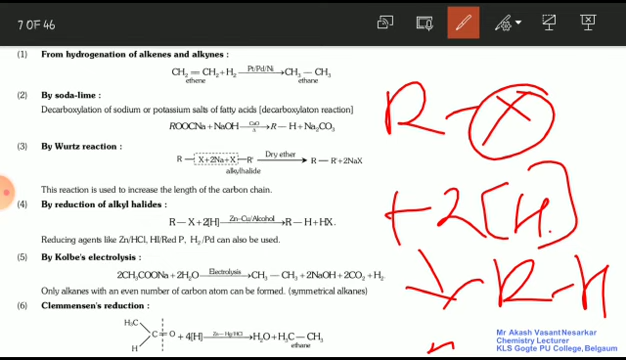 7 OF 46
(1) From hydrogenation of alkenes and alkynes :
CH₂ = CH₂ + H₂ —Pt/Pd/Ni→ CH₃ — CH₃
ethene ethane
(2) By soda-lime :
Decarboxylation of sodium or potassium salts of fatty acids [decarboxylaton reaction]
ROOCNa + NaOH —CaO/Δ→ R — H + Na₂CO₃
(3) By Wurtz reaction :
R — X + 2Na + X — R' —Dry ether→ R — R' + 2NaX
alkylhalide
This reaction is used to increase the length of the carbon chain.
(4) By reduction of alkyl halides :
R — X + 2[H] —Zn–Cu/Alcohol→ R — H + HX.
Reducing agents like Zn/HCl, HI/Red P, H₂/Pd can also be used.
(5) By Kolbe's electrolysis :
2CH₃COONa + 2H₂O —Electrolysis→ CH₃ — CH₃ + 2NaOH + 2CO₂ + H₂
Only alkanes with an even number of carbon atom can be formed. (symmetrical alkanes)
(6) Clemmensen's reduction :
H₃C
C = O + 4[H] —Zn–Hg/HCl→ H₂O + H₃C — CH₃
H ethane
R – X
+ 2[H]
R – H
Mr Akash Vasant Nesarkar
Chemistry Lecturer
KLS Gogte PU College, Belgaum